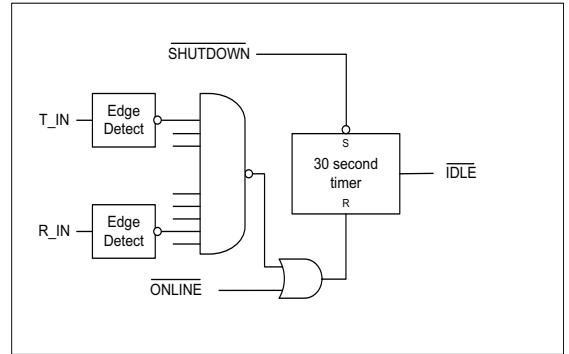 SHUTDOWN
T_IN
Edge
Detect
S
30 second
timer
R
IDLE
R_IN
Edge
Detect
ONLINE